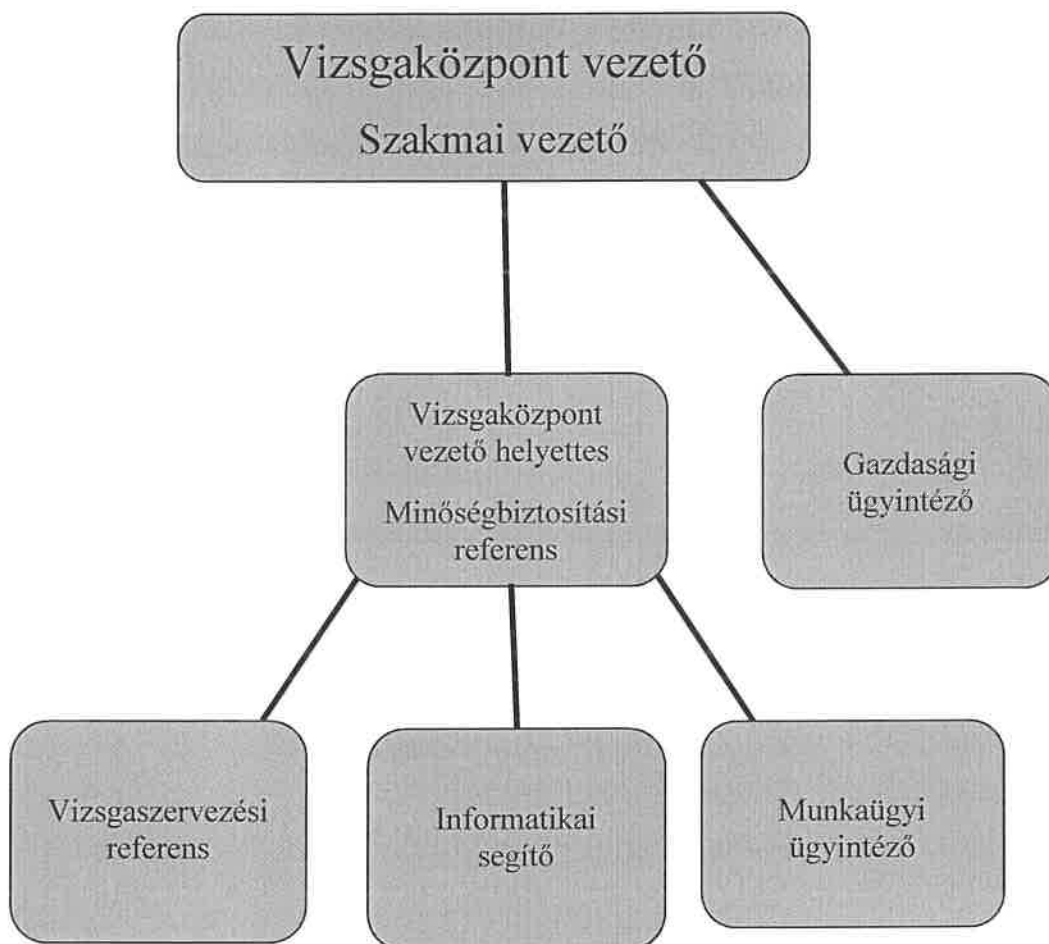 Vizsgaközpont vezető
Szakmai vezető
Vizsgaközpont
vezető helyettes
Minőségbiztosítási
referens
Gazdasági
ügyintéző
Vizsgaszervezési
referens
Informatikai
segítő
Munkaügyi
ügyintéző